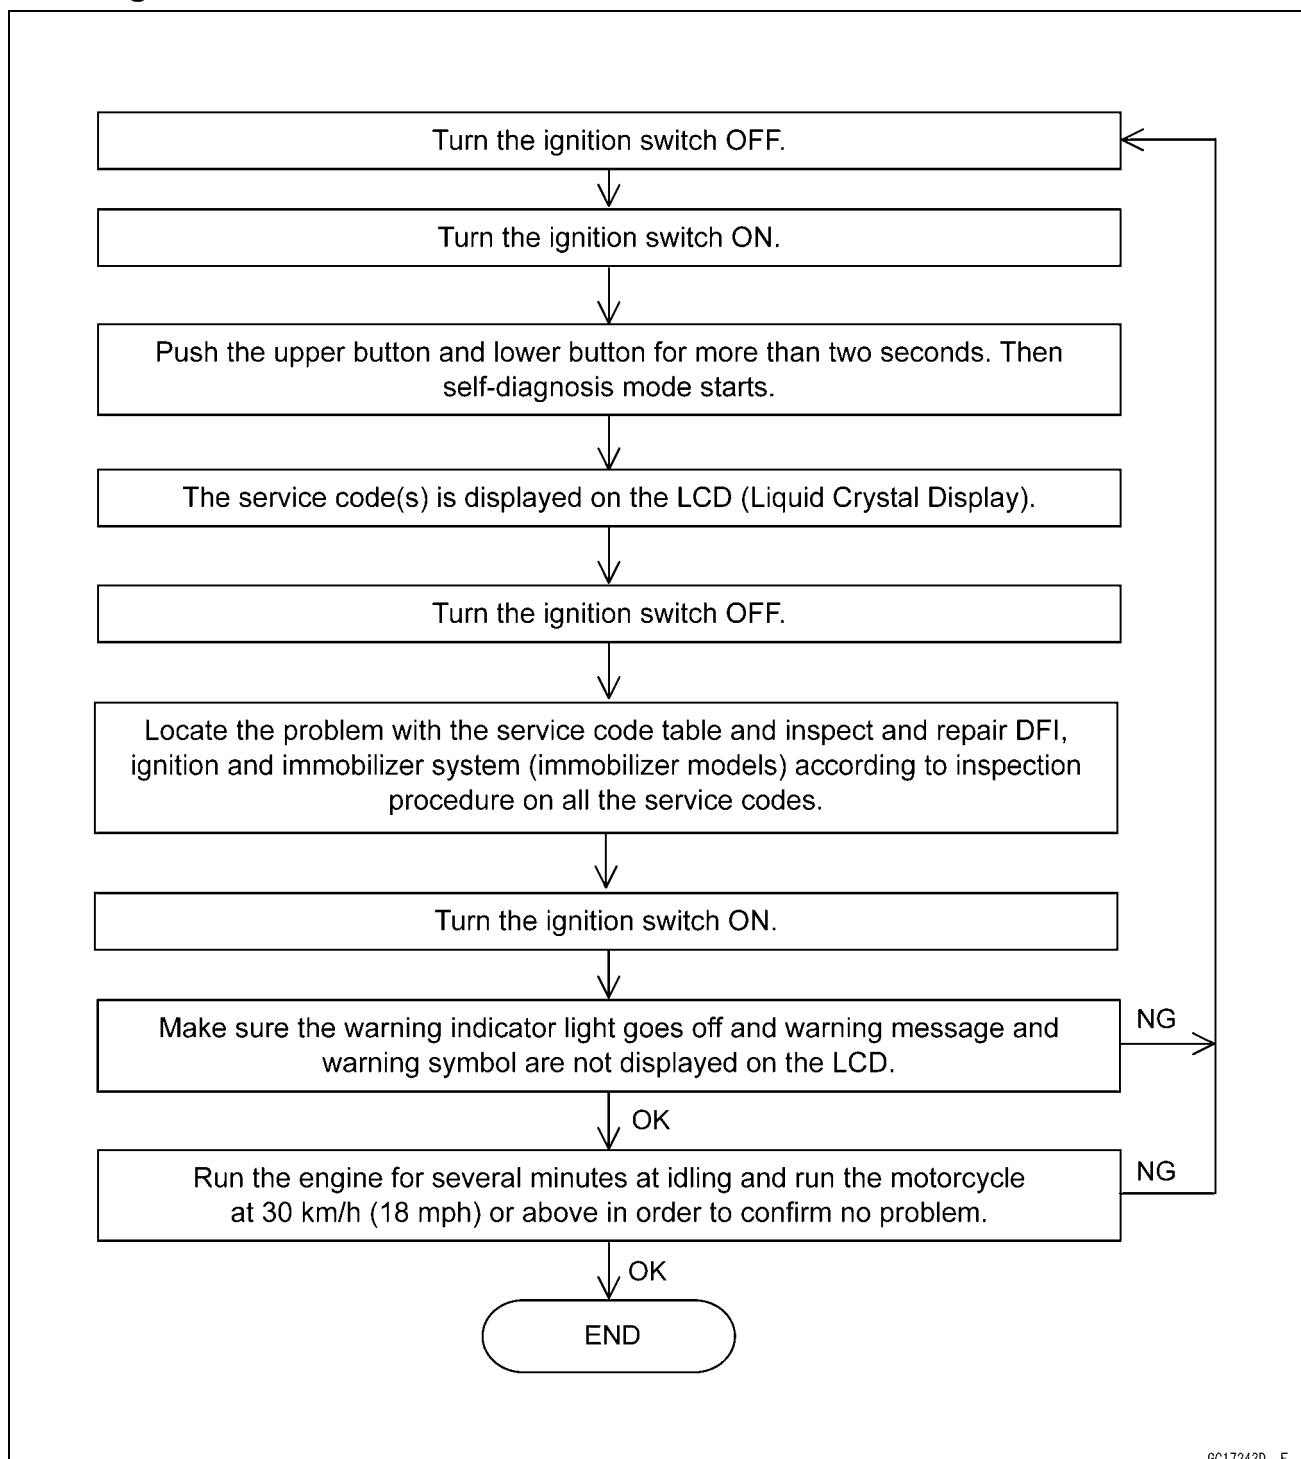 Turn the ignition switch OFF.
Turn the ignition switch ON.
Push the upper button and lower button for more than two seconds. Then
self-diagnosis mode starts.
The service code(s) is displayed on the LCD (Liquid Crystal Display).
Turn the ignition switch OFF.
Locate the problem with the service code table and inspect and repair DFI,
ignition and immobilizer system (immobilizer models) according to inspection
procedure on all the service codes.
Turn the ignition switch ON.
Make sure the warning indicator light goes off and warning message and
warning symbol are not displayed on the LCD.
NG
OK
Run the engine for several minutes at idling and run the motorcycle
at 30 km/h (18 mph) or above in order to confirm no problem.
NG
OK
END